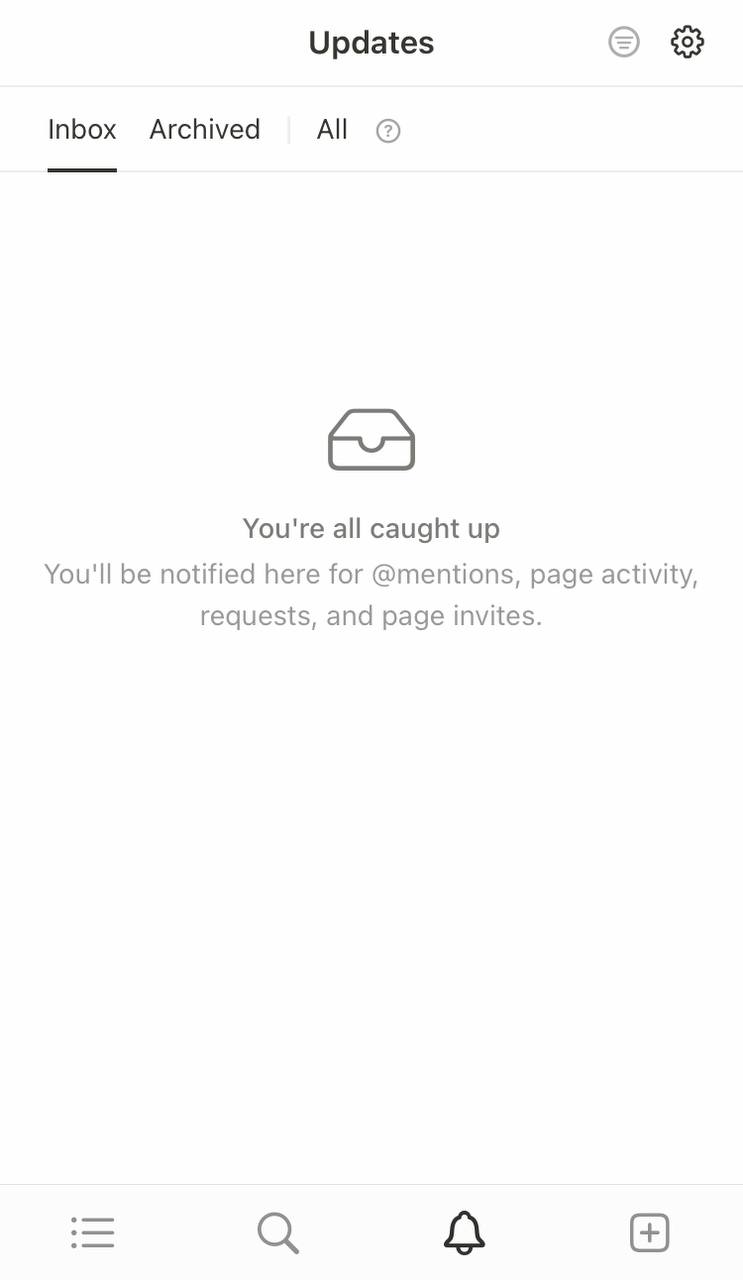 Updates
Inbox Archived All ?
You're all caught up
You'll be notified here for @mentions, page activity,
requests, and page invites.